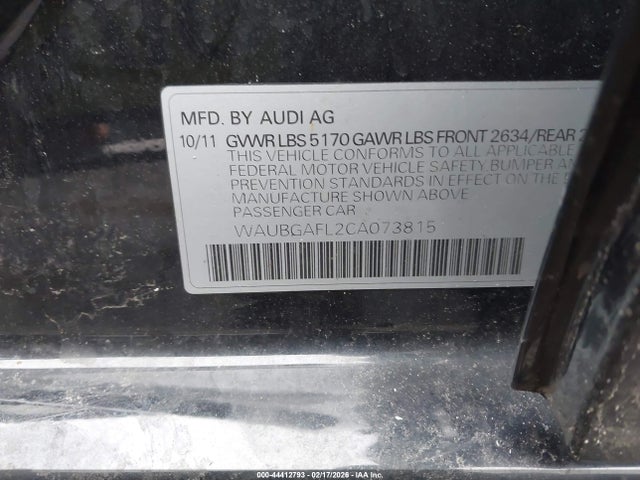 MFD. BY AUDI AG
10/11 GVWR LBS 5170 GAWR LBS FRONT 2634/REAR 2
THIS VEHICLE CONFORMS TO ALL APPLICABLE
FEDERAL MOTOR VEHICLE SAFETY, BUMPER AN
PREVENTION STANDARDS IN EFFECT ON THE D
MANUFACTURE SHOWN ABOVE
PASSENGER CAR
WAUBGAFL2CA073815
000-44412793 - 02/17/2026 - IAA Inc.